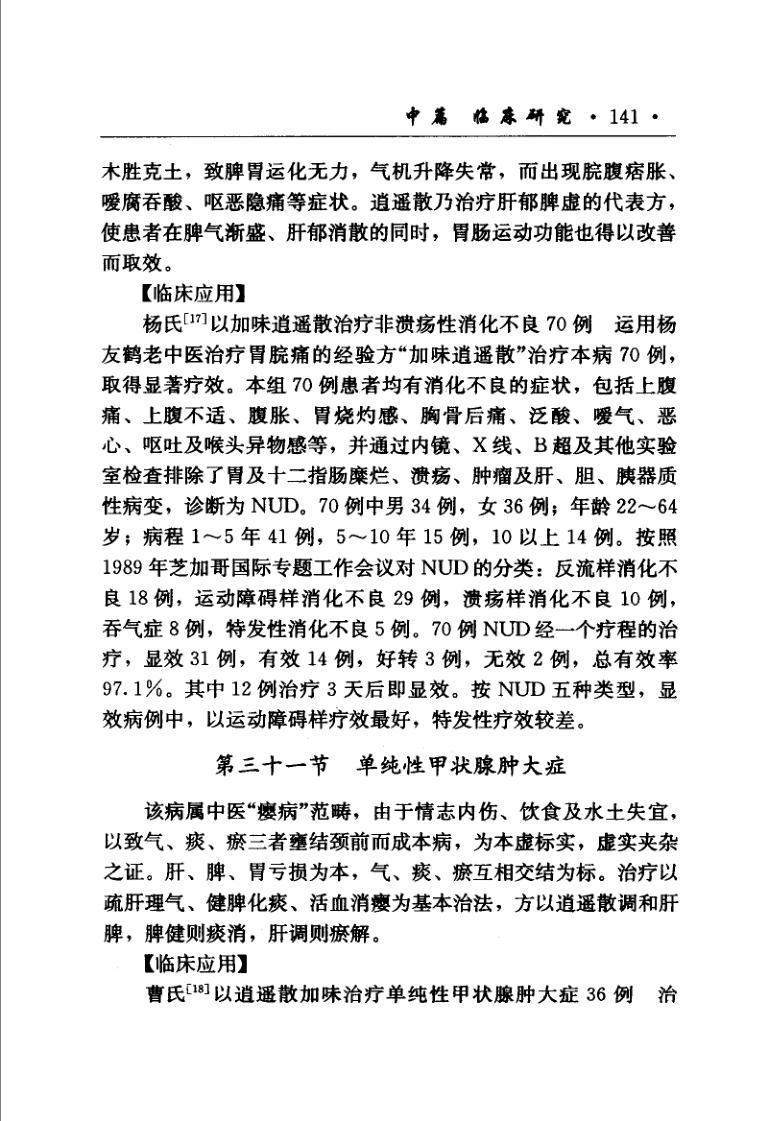 中篇 临床研究 · 141 ·
木胜克土，致脾胃运化无力，气机升降失常，而出现脘腹痞胀、
嗳腐吞酸、呕恶隐痛等症状。逍遥散乃治疗肝郁脾虚的代表方，
使患者在脾气渐盛、肝郁消散的同时，胃肠运动功能也得以改善
而取效。
【临床应用】
杨氏[17]以加味逍遥散治疗非溃疡性消化不良 70 例　运用杨
友鹤老中医治疗胃脘痛的经验方“加味逍遥散”治疗本病 70 例，
取得显著疗效。本组 70 例患者均有消化不良的症状，包括上腹
痛、上腹不适、腹胀、胃烧灼感、胸骨后痛、泛酸、嗳气、恶
心、呕吐及喉头异物感等，并通过内镜、X 线、B 超及其他实验
室检查排除了胃及十二指肠糜烂、溃疡、肿瘤及肝、胆、胰器质
性病变，诊断为 NUD。70 例中男 34 例，女 36 例；年龄 22～64
岁；病程 1～5 年 41 例，5～10 年 15 例，10 以上 14 例。按照
1989 年芝加哥国际专题工作会议对 NUD 的分类：反流样消化不
良 18 例，运动障碍样消化不良 29 例，溃疡样消化不良 10 例，
吞气症 8 例，特发性消化不良 5 例。70 例 NUD 经一个疗程的治
疗，显效 31 例，有效 14 例，好转 3 例，无效 2 例，总有效率
97.1%。其中 12 例治疗 3 天后即显效。按 NUD 五种类型，显
效病例中，以运动障碍样疗效最好，特发性疗效较差。
第三十一节　单纯性甲状腺肿大症
该病属中医“瘿病”范畴，由于情志内伤、饮食及水土失宜，
以致气、痰、瘀三者壅结颈前而成本病，为本虚标实，虚实夹杂
之证。肝、脾、胃亏损为本，气、痰、瘀互相交结为标。治疗以
疏肝理气、健脾化痰、活血消瘿为基本治法，方以逍遥散调和肝
脾，脾健则痰消，肝调则瘀解。
【临床应用】
曹氏[18]以逍遥散加味治疗单纯性甲状腺肿大症 36 例　治